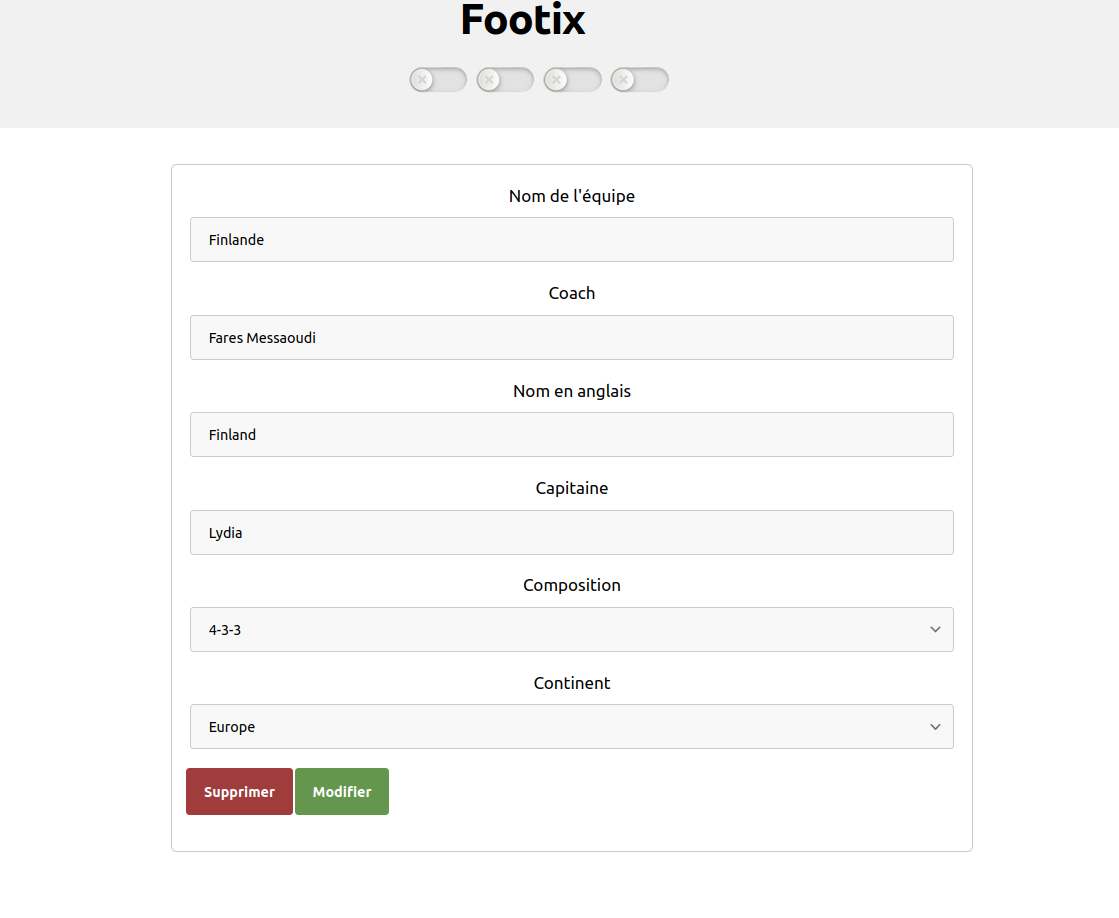 Footix
Nom de l'équipe
Finlande
Coach
Fares Messaoudi
Nom en anglais
Finland
Capitaine
Lydia
Composition
4-3-3
Continent
Europe
Supprimer Modifier